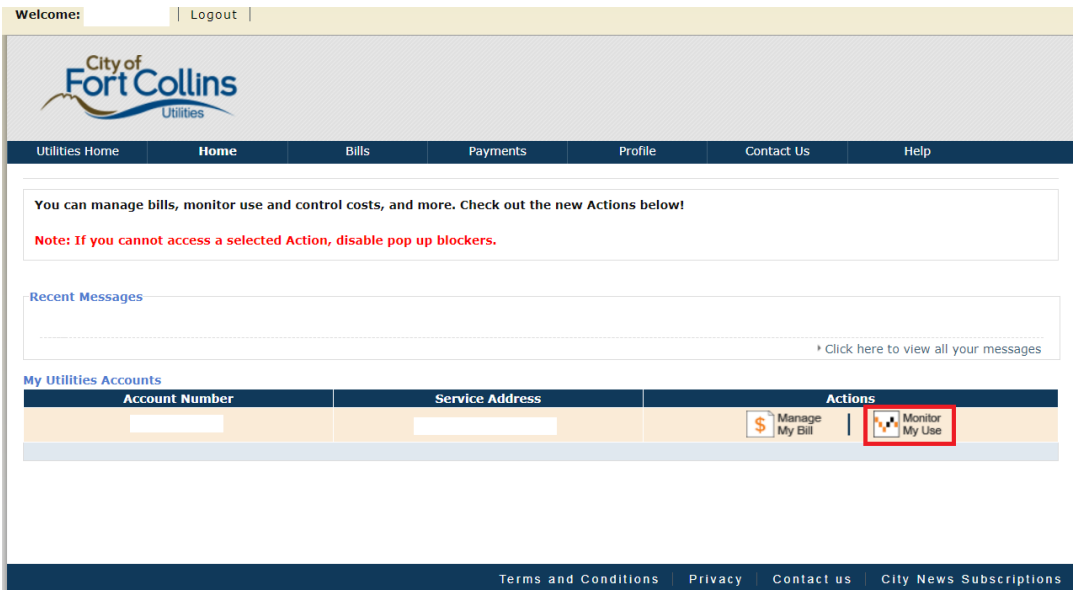 Welcome: | Logout |
City of
Fort Collins
Utilities
Utilities Home Home Bills Payments Profile Contact Us Help
You can manage bills, monitor use and control costs, and more. Check out the new Actions below!
Note: If you cannot access a selected Action, disable pop up blockers.
Recent Messages
Click here to view all your messages
My Utilities Accounts
Account Number Service Address Actions
$ Manage My Bill | Monitor My Use
Terms and Conditions | Privacy | Contact us | City News Subscriptions